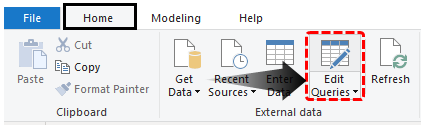 File Home Modeling Help
Paste
Cut
Copy
Format Painter
Clipboard
Get
Data
Recent
Sources
Enter
Data
Edit
Queries
Refresh
External data